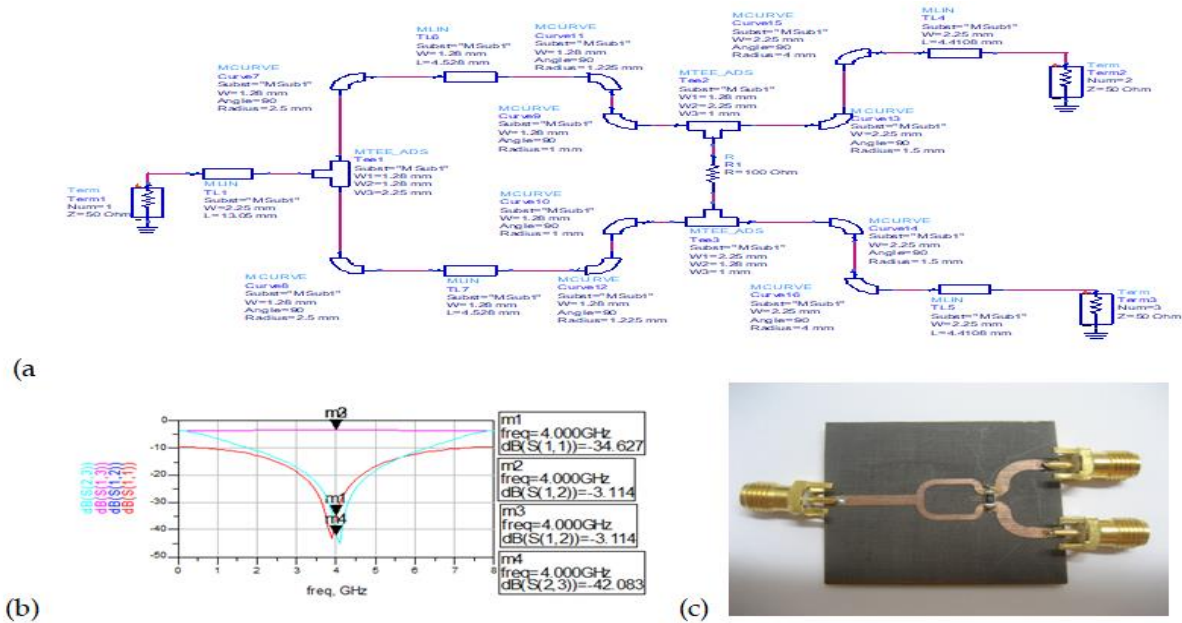 MCURVE
Curve7
Subst="MSub1"
W=1.28 mm
Angle=90
Radius=2.5 mm
MLIN
TL6
Subst="MSub1"
W=1.28 mm
L=4.528 mm
MCURVE
Curve11
Subst="MSub1"
W=1.28 mm
Angle=90
Radius=1.225 mm
MCURVE
Curve15
Subst="MSub1"
W=2.25 mm
Angle=90
Radius=4 mm
MLIN
TL4
Subst="MSub1"
W=2.25 mm
L=4.4108 mm
Term
Term2
Num=2
Z=50 Ohm
MCURVE
Curve9
Subst="MSub1"
W=1.28 mm
Angle=90
Radius=1 mm
MTEE_ADS
Tee2
Subst="MSub1"
W1=1.28 mm
W2=2.25 mm
W3=1 mm
MCURVE
Curve13
Subst="MSub1"
W=2.25 mm
Angle=90
Radius=1.5 mm
MTEE_ADS
Tee1
Subst="MSub1"
W1=1.28 mm
W2=1.28 mm
W3=2.25 mm
R
R1
R=100 Ohm
Term
Term1
Num=1
Z=50 Ohm
MLIN
TL1
Subst="MSub1"
W=2.25 mm
L=13.05 mm
MCURVE
Curve10
Subst="MSub1"
W=1.28 mm
Angle=90
Radius=1 mm
MTEE_ADS
Tee3
Subst="MSub1"
W1=2.25 mm
W2=1.28 mm
W3=1 mm
MCURVE
Curve14
Subst="MSub1"
W=2.25 mm
Angle=90
Radius=1.5 mm
MCURVE
Curve8
Subst="MSub1"
W=1.28 mm
Angle=90
Radius=2.5 mm
MLIN
TL7
Subst="MSub1"
W=1.28 mm
L=4.528 mm
MCURVE
Curve12
Subst="MSub1"
W=1.28 mm
Angle=90
Radius=1.225 mm
MCURVE
Curve16
Subst="MSub1"
W=2.25 mm
Angle=90
Radius=4 mm
MLIN
TL5
Subst="MSub1"
W=2.25 mm
L=4.4108 mm
Term
Term3
Num=3
Z=50 Ohm
(a
dB(S(2,3))
dB(S(1,3))
dB(S(1,2))
dB(S(1,1))
0
-10
-20
-30
-40
-50
m3
m1
m4
0 2 4 6 8
freq, GHz
m1
freq=4.000GHz
dB(S(1,1))=-34.627
m2
freq=4.000GHz
dB(S(1,2))=-3.114
m3
freq=4.000GHz
dB(S(1,2))=-3.114
m4
freq=4.000GHz
dB(S(2,3))=-42.083
(b)
(c)